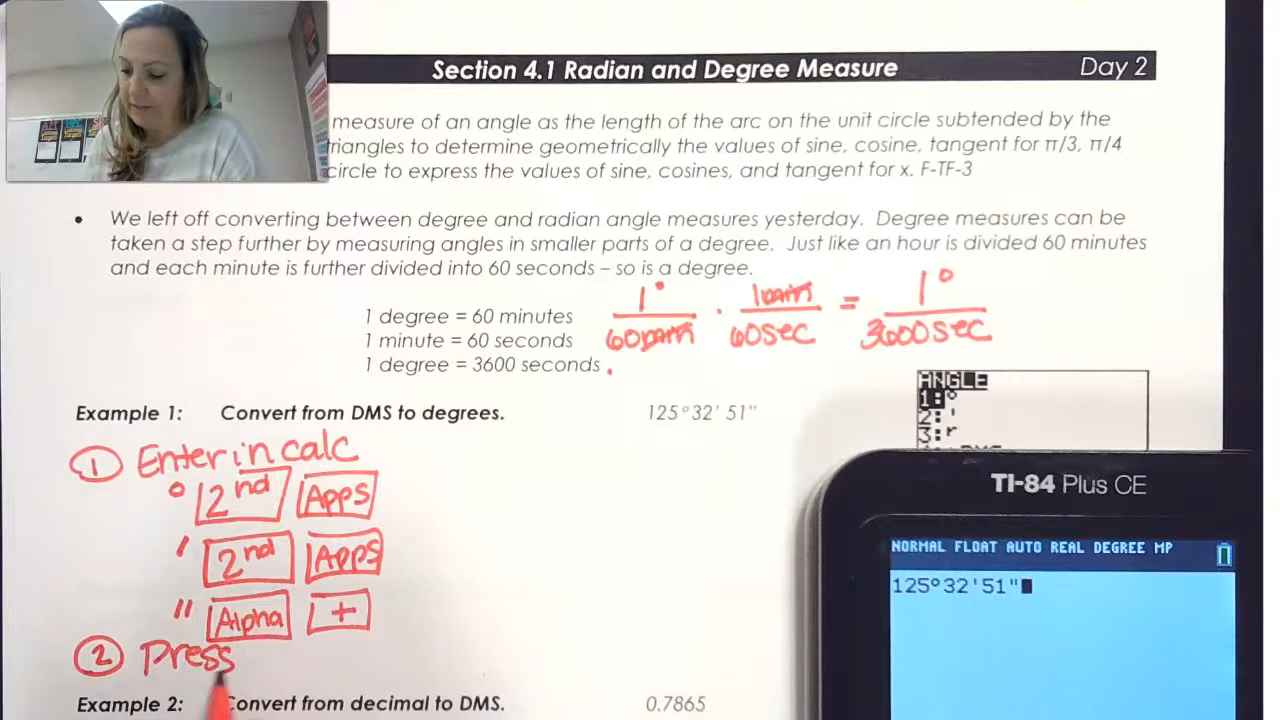 Section 4.1 Radian and Degree Measure Day 2
measure of an angle as the length of the arc on the unit circle subtended by the
triangles to determine geometrically the values of sine, cosine, tangent for π/3, π/4
circle to express the values of sine, cosines, and tangent for x. F-TF-3
• We left off converting between degree and radian angle measures yesterday. Degree measures can be
taken a step further by measuring angles in smaller parts of a degree. Just like an hour is divided 60 minutes
and each minute is further divided into 60 seconds – so is a degree.
1 degree = 60 minutes
1 minute = 60 seconds
1 degree = 3600 seconds
1° / 60min · 1min / 60sec = 1° / 3600sec
Example 1: Convert from DMS to degrees. 125°32' 51"
ANGLE
1:°
2:'
3:r
① Enter in calc
° 2nd Apps
' 2nd Apps
" Alpha +
② Press
TI-84 Plus CE
NORMAL FLOAT AUTO REAL DEGREE MP
125°32'51"
Example 2: Convert from decimal to DMS. 0.7865